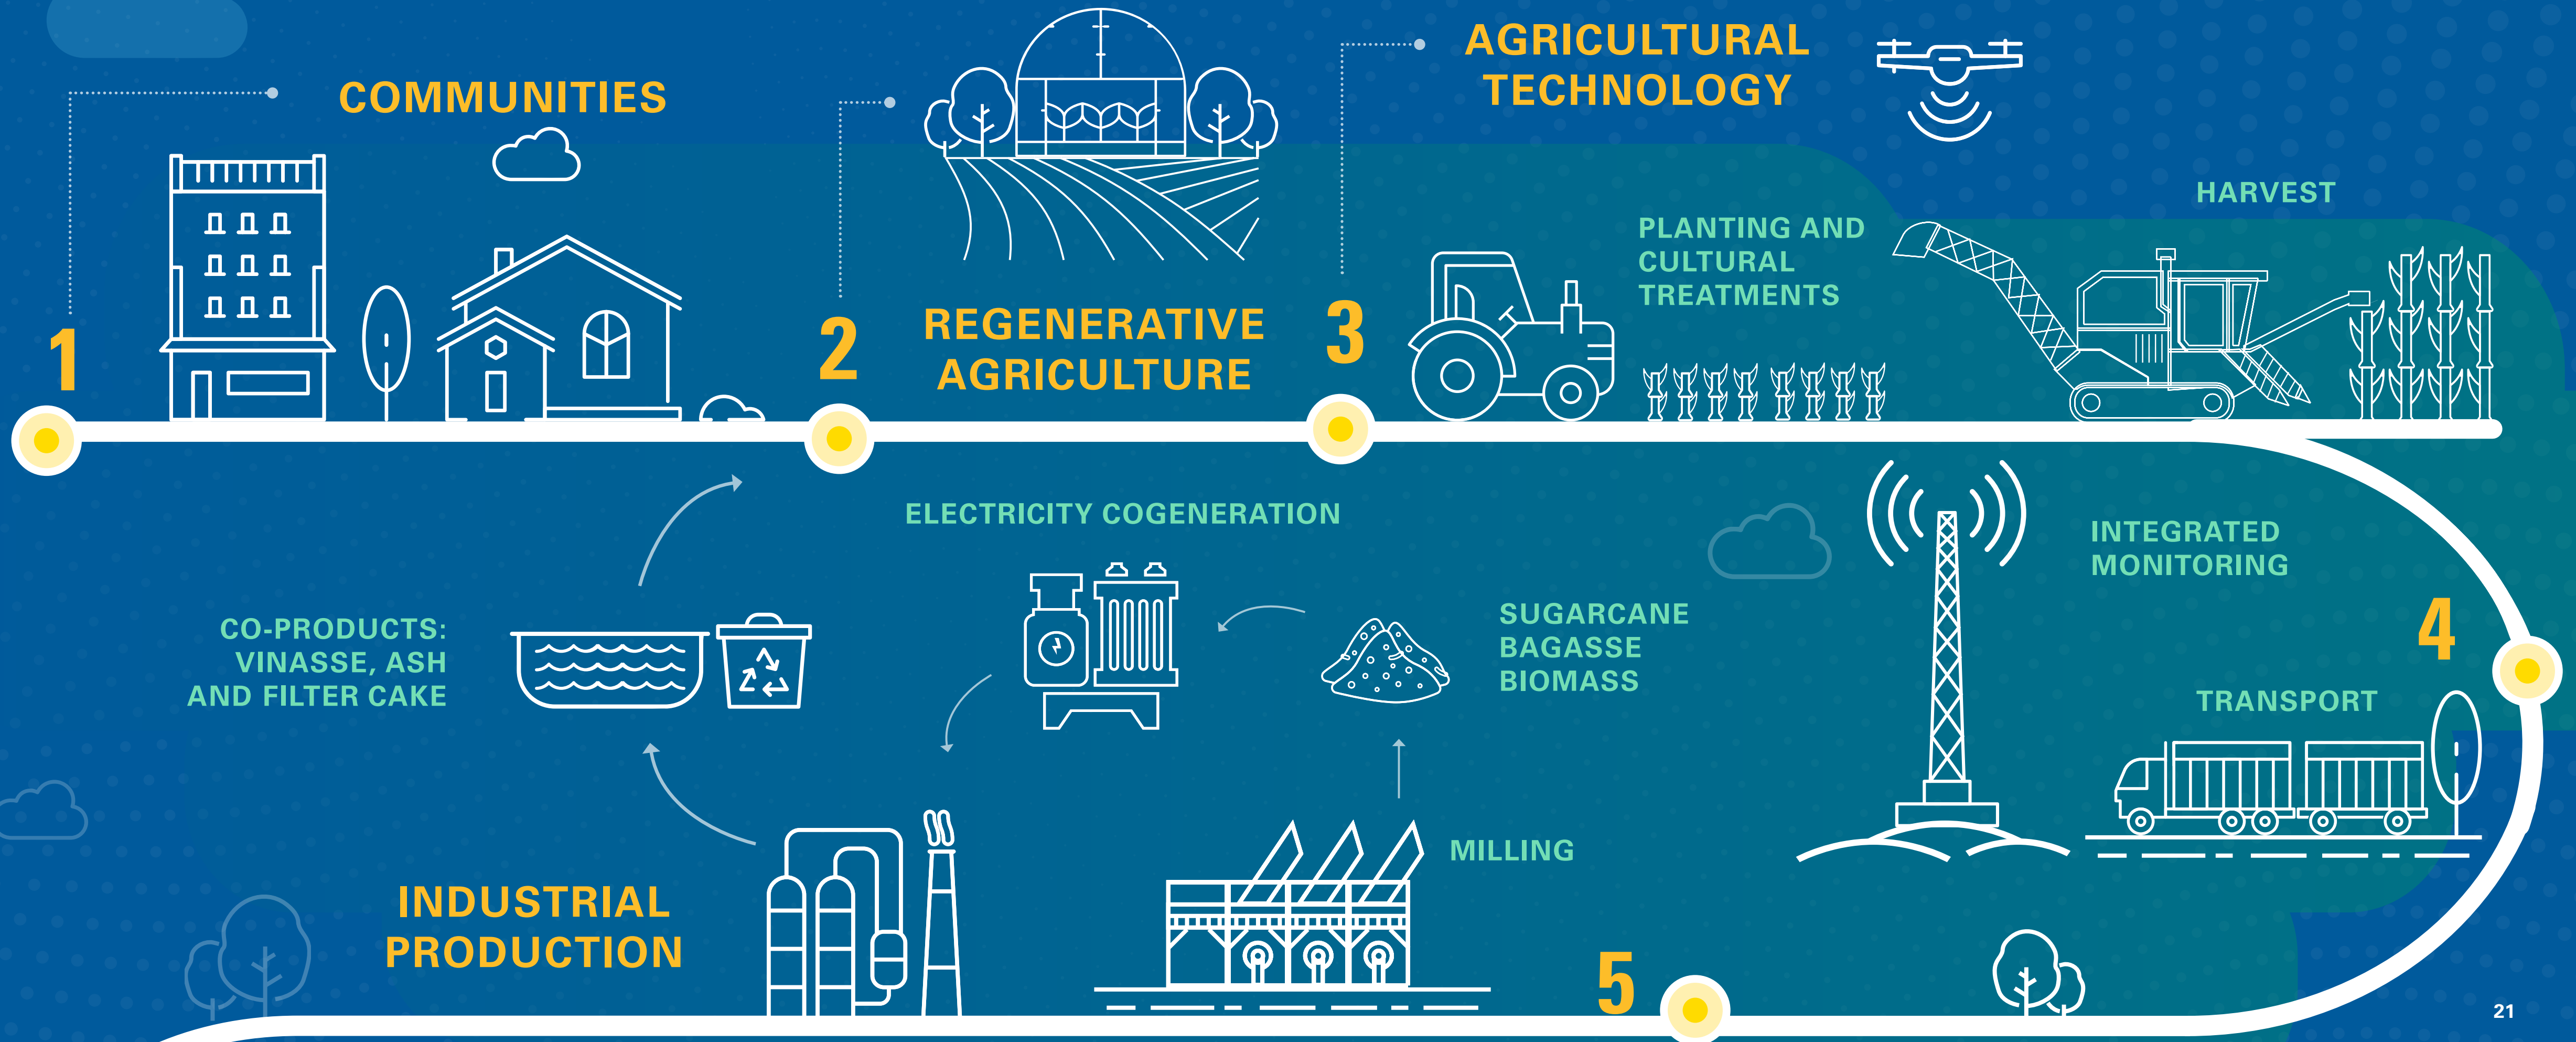 1
COMMUNITIES
2
REGENERATIVE
AGRICULTURE
3
AGRICULTURAL
TECHNOLOGY
PLANTING AND
CULTURAL
TREATMENTS
HARVEST
INTEGRATED
MONITORING
4
TRANSPORT
5
MILLING
SUGARCANE
BAGASSE
BIOMASS
ELECTRICITY COGENERATION
INDUSTRIAL
PRODUCTION
CO-PRODUCTS:
VINASSE, ASH
AND FILTER CAKE
21